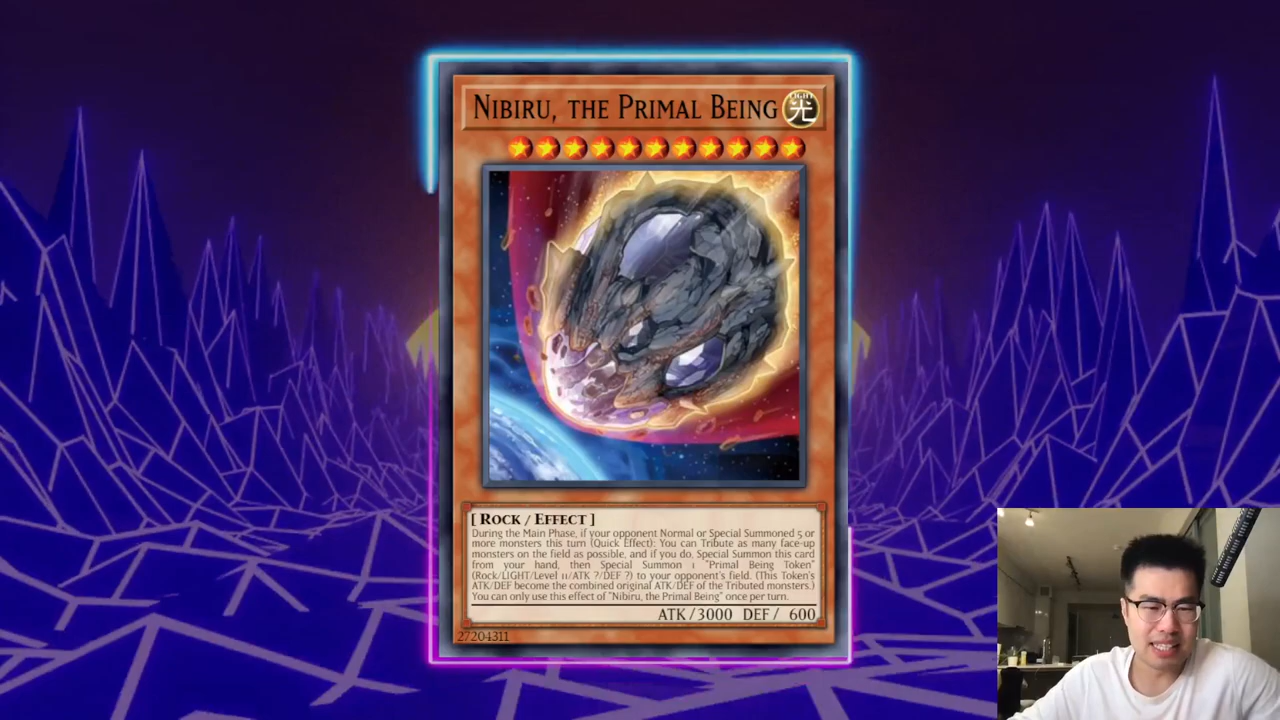 NIBIRU, THE PRIMAL BEING
LIGHT
光
[ ROCK / EFFECT ]
During the Main Phase, if your opponent Normal or Special Summoned 5 or
more monsters this turn (Quick Effect): You can Tribute as many face-up
monsters on the field as possible, and if you do, Special Summon this card
from your hand, then Special Summon 1 "Primal Being Token"
(Rock/LIGHT/Level 11/ATK ?/DEF ?) to your opponent's field. (This Token's
ATK/DEF become the combined original ATK/DEF of the Tributed monsters.)
You can only use this effect of "Nibiru, the Primal Being" once per turn.
ATK/3000 DEF/ 600
27204311